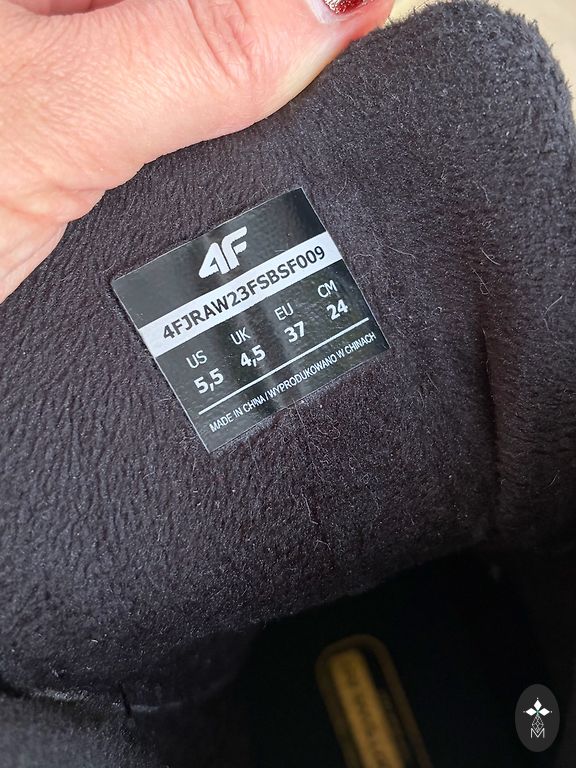 4F
4FJRAW23FSBSF009
US UK EU CM
5,5 4,5 37 24
MADE IN CHINA/WYPRODUKOWANO W CHINACH
M